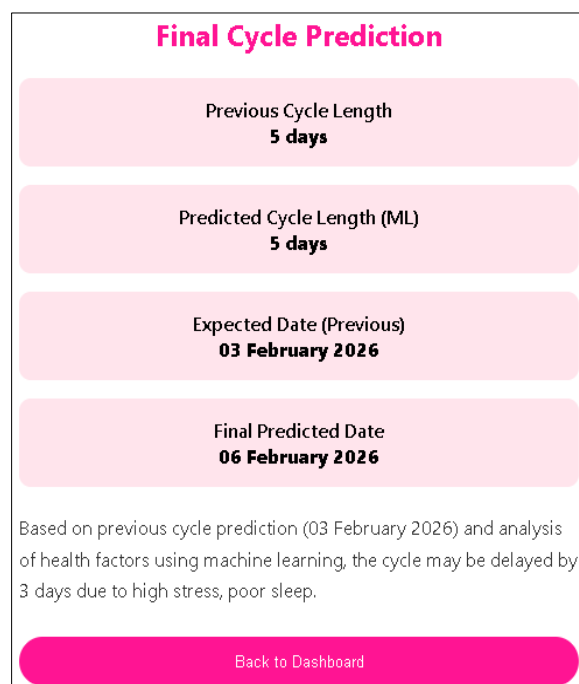 Final Cycle Prediction
Previous Cycle Length
5 days
Predicted Cycle Length (ML)
5 days
Expected Date (Previous)
03 February 2026
Final Predicted Date
06 February 2026
Based on previous cycle prediction (03 February 2026) and analysis
of health factors using machine learning, the cycle may be delayed by
3 days due to high stress, poor sleep.
Back to Dashboard